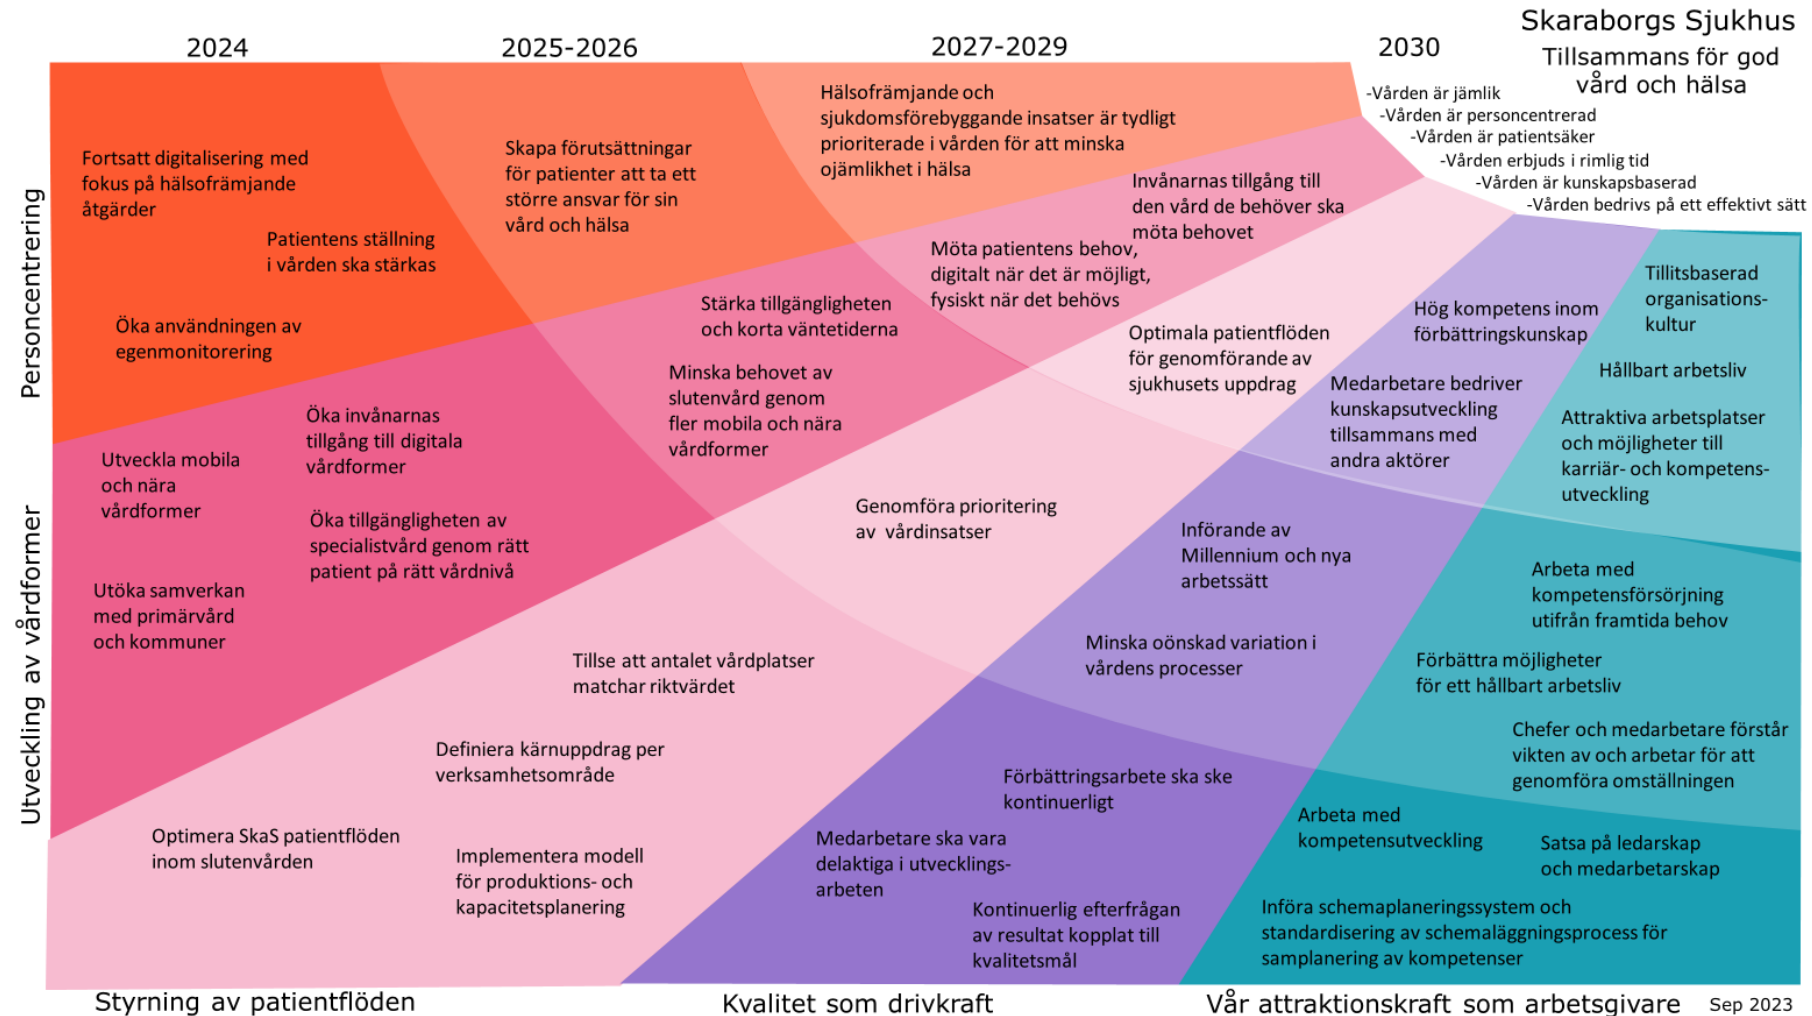 2024
2025-2026
2027-2029
2030
Skaraborgs Sjukhus
Tillsammans för god
vård och hälsa
-Vården är jämlik
-Vården är personcentrerad
-Vården är patientsäker
-Vården erbjuds i rimlig tid
-Vården är kunskapsbaserad
-Vården bedrivs på ett effektivt sätt
Personcentrering
Fortsatt digitalisering med
fokus på hälsofrämjande
åtgärder
Patientens ställning
i vården ska stärkas
Öka användningen av
egenmonitorering
Skapa förutsättningar
för patienter att ta ett
större ansvar för sin
vård och hälsa
Hälsofrämjande och
sjukdomsförebyggande insatser är tydligt
prioriterade i vården för att minska
ojämlikhet i hälsa
Utveckling av vårdformer
Utveckla mobila
och nära
vårdformer
Öka invånarnas
tillgång till digitala
vårdformer
Öka tillgängligheten av
specialistvård genom rätt
patient på rätt vårdnivå
Utöka samverkan
med primärvård
och kommuner
Stärka tillgängligheten
och korta väntetiderna
Minska behovet av
slutenvård genom
fler mobila och nära
vårdformer
Invånarnas tillgång till
den vård de behöver ska
möta behovet
Möta patientens behov,
digitalt när det är möjligt,
fysiskt när det behövs
Optimala patientflöden
för genomförande av
sjukhusets uppdrag
Genomföra prioritering
av vårdinsatser
Tillse att antalet vårdplatser
matchar riktvärdet
Definiera kärnuppdrag per
verksamhetsområde
Optimera SkaS patientflöden
inom slutenvården
Implementera modell
för produktions- och
kapacitetsplanering
Styrning av patientflöden
Hög kompetens inom
förbättringskunskap
Medarbetare bedriver
kunskapsutveckling
tillsammans med
andra aktörer
Införande av
Millennium och nya
arbetssätt
Minska oönskad variation i
vårdens processer
Förbättringsarbete ska ske
kontinuerligt
Medarbetare ska vara
delaktiga i utvecklings-
arbeten
Kontinuerlig efterfrågan
av resultat kopplat till
kvalitetsmål
Kvalitet som drivkraft
Tillitsbaserad
organisations-
kultur
Hållbart arbetsliv
Attraktiva arbetsplatser
och möjligheter till
karriär- och kompetens-
utveckling
Arbeta med
kompetensförsörjning
utifrån framtida behov
Förbättra möjligheter
för ett hållbart arbetsliv
Chefer och medarbetare förstår
vikten av och arbetar för att
genomföra omställningen
Arbeta med
kompetensutveckling
Satsa på ledarskap
och medarbetarskap
Införa schemaplaneringssystem och
standardisering av schemaläggningsprocess för
samplanering av kompetenser
Vår attraktionskraft som arbetsgivare
Sep 2023